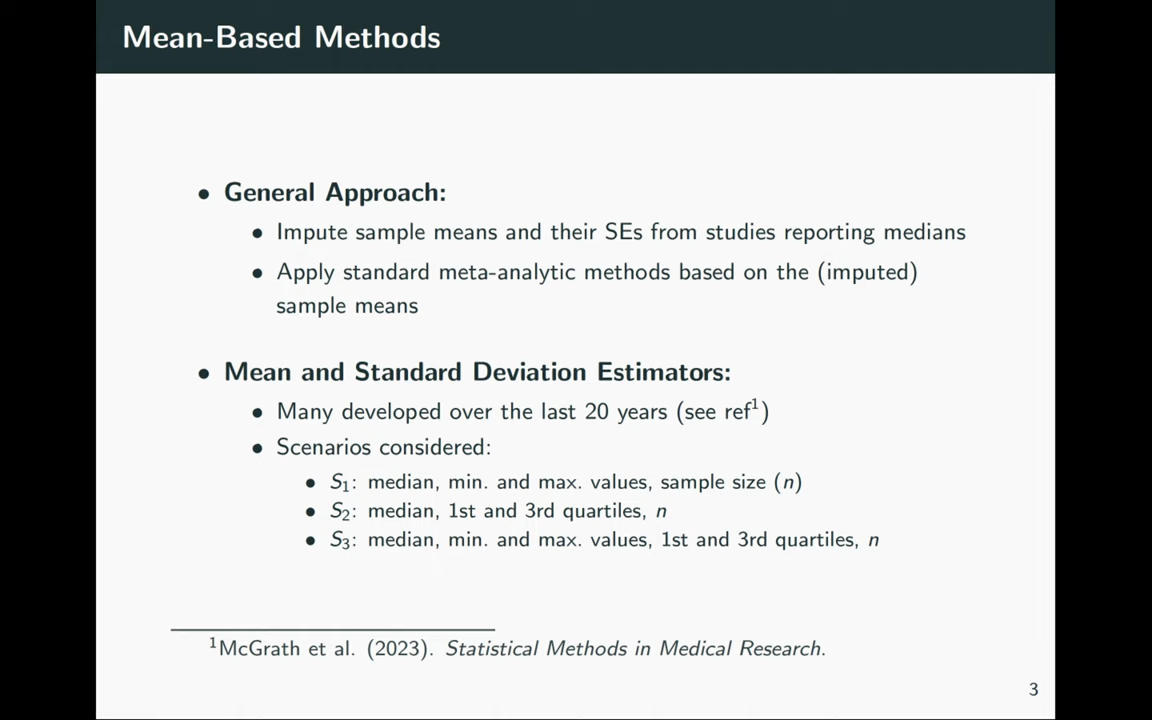 Mean-Based Methods
• General Approach:
• Impute sample means and their SEs from studies reporting medians
• Apply standard meta-analytic methods based on the (imputed)
sample means
• Mean and Standard Deviation Estimators:
• Many developed over the last 20 years (see ref¹)
• Scenarios considered:
• S₁: median, min. and max. values, sample size (n)
• S₂: median, 1st and 3rd quartiles, n
• S₃: median, min. and max. values, 1st and 3rd quartiles, n
¹McGrath et al. (2023). Statistical Methods in Medical Research.
3